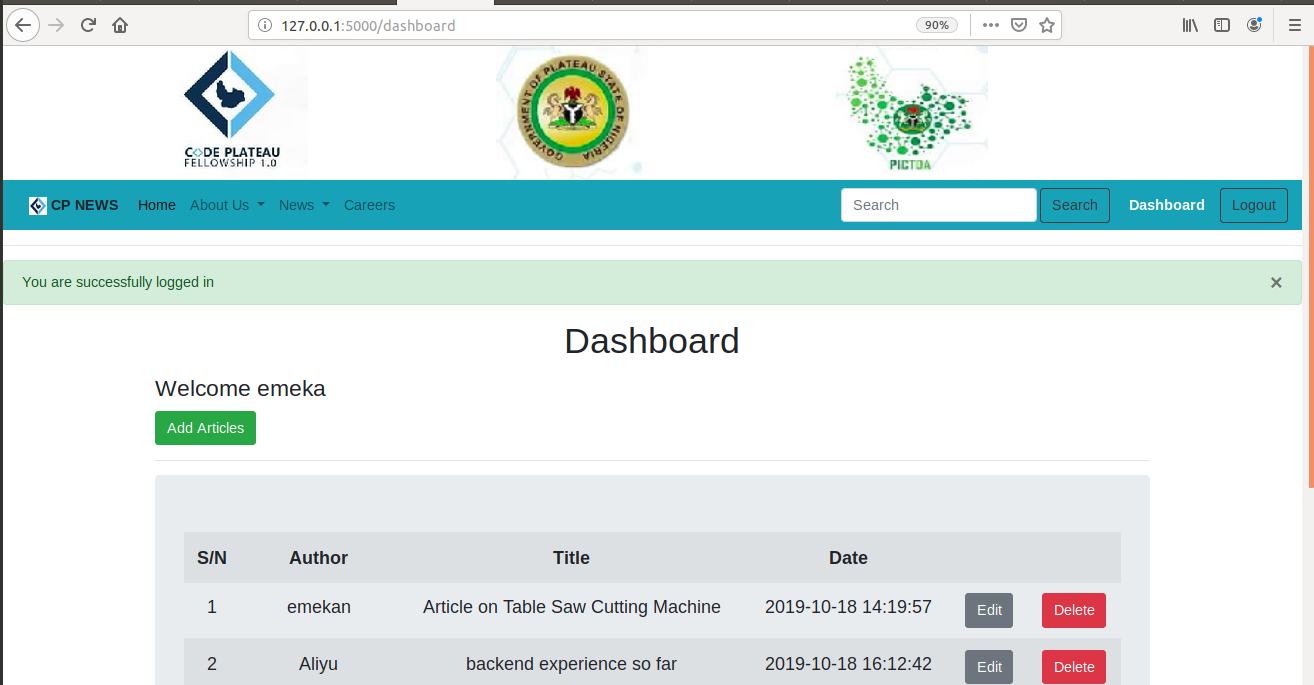 127.0.0.1:5000/dashboard 90%
CODE PLATEAU
FELLOWSHIP 1.0
GOVERNMENT OF PLATEAU STATE OF NIGERIA
PICTDA
CP NEWS Home About Us News Careers Search Search Dashboard Logout
You are successfully logged in ×
Dashboard
Welcome emeka
Add Articles
S/N Author Title Date
1 emekan Article on Table Saw Cutting Machine 2019-10-18 14:19:57 Edit Delete
2 Aliyu backend experience so far 2019-10-18 16:12:42 Edit Delete